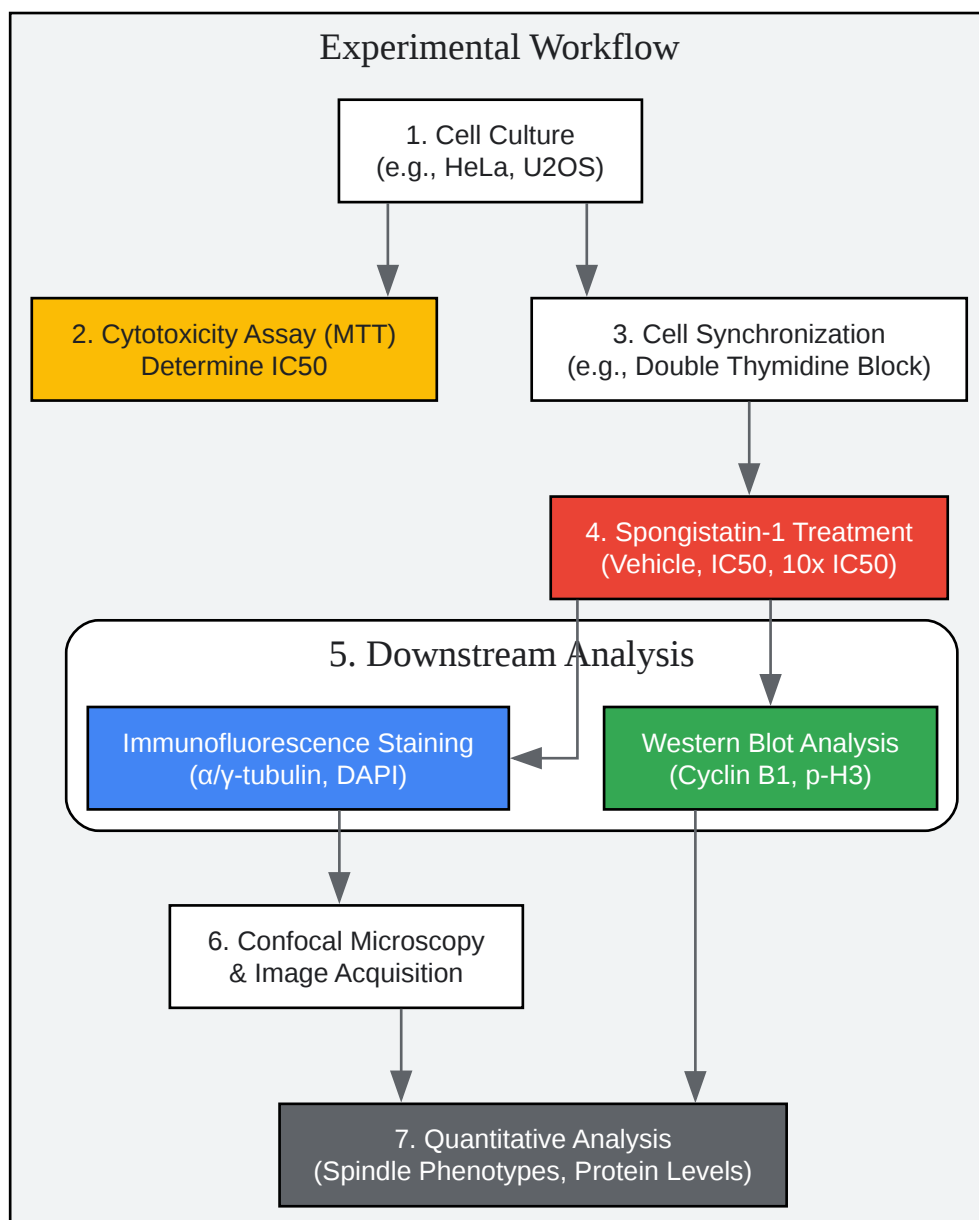 Experimental Workflow
1. Cell Culture
(e.g., HeLa, U2OS)
2. Cytotoxicity Assay (MTT)
Determine IC50
3. Cell Synchronization
(e.g., Double Thymidine Block)
4. Spongistatin-1 Treatment
(Vehicle, IC50, 10x IC50)
5. Downstream Analysis
Immunofluorescence Staining
(α/γ-tubulin, DAPI)
Western Blot Analysis
(Cyclin B1, p-H3)
6. Confocal Microscopy
& Image Acquisition
7. Quantitative Analysis
(Spindle Phenotypes, Protein Levels)